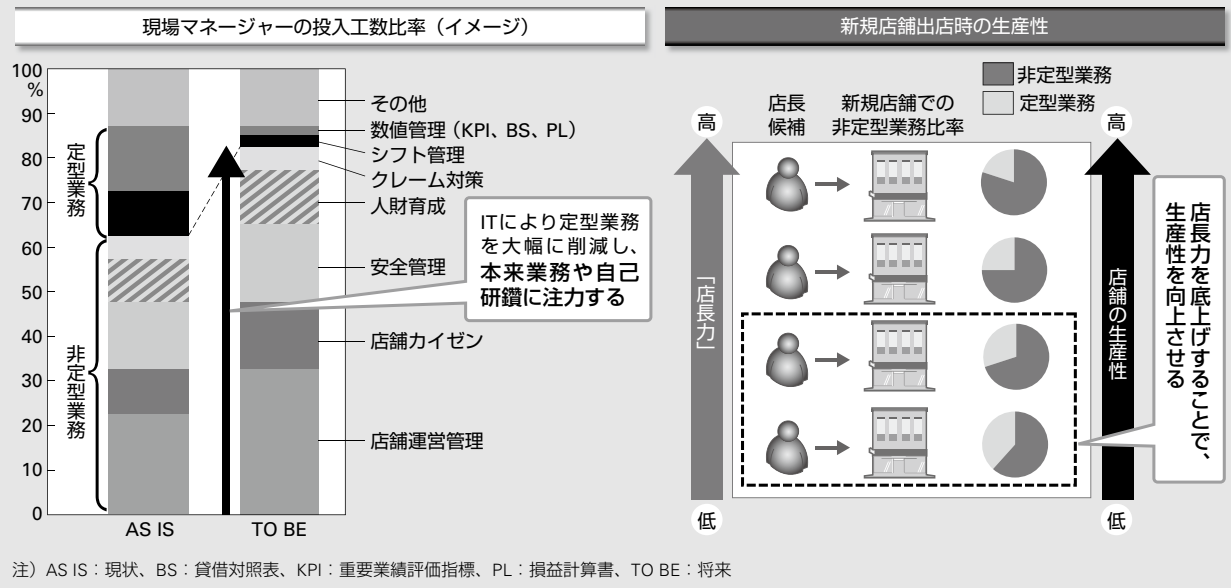 現場マネージャーの投入工数比率（イメージ）
100
%
90
80
70
60
50
40
30
20
10
0
定型業務
非定型業務
AS IS
TO BE
その他
数値管理（KPI、BS、PL）
シフト管理
クレーム対策
人財育成
安全管理
店舗カイゼン
店舗運営管理
ITにより定型業務
を大幅に削減し、
本来業務や自己
研鑽に注力する
新規店舗出店時の生産性
非定型業務
定型業務
店長
候補
新規店舗での
非定型業務比率
高
「店長力」
低
高
店舗の生産性
低
店長力を底上げすることで、
生産性を向上させる
注）AS IS：現状、BS：貸借対照表、KPI：重要業績評価指標、PL：損益計算書、TO BE：将来